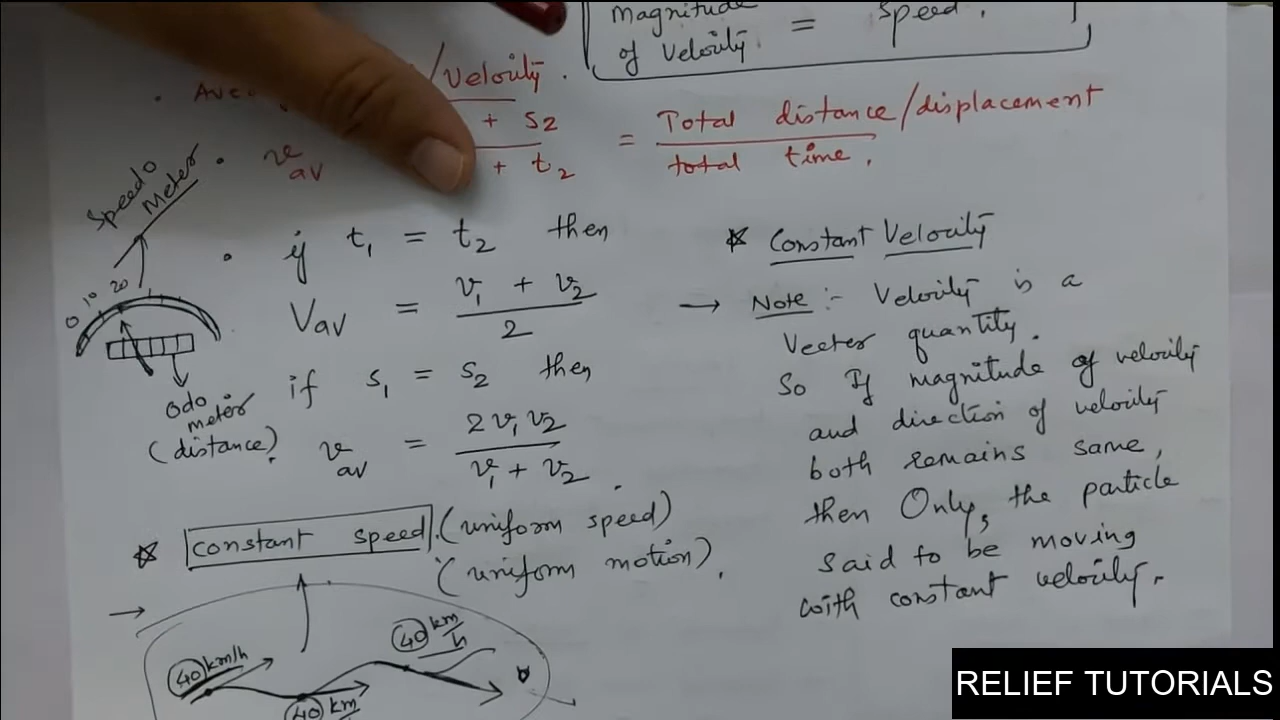 Magnitude
of Velocity = Speed.
/Velocity.
v av + s2 / + t2 = Total distance/displacement / total time.
Speedo
Meter
0 10 20
Odo
meter
(distance).
if t1 = t2 then
Vav = v1 + v2 / 2
if s1 = s2 then
v av = 2 v1 v2 / v1 + v2.
constant speed. (uniform speed)
(uniform motion).
40 km/h
40 km
40 km/h
* Constant Velocity
→ Note :- Velocity is a
Vector quantity.
So If magnitude of velocity
and direction of velocity
both remains same,
then Only, the particle
said to be moving
with constant velocity.
RELIEF TUTORIALS